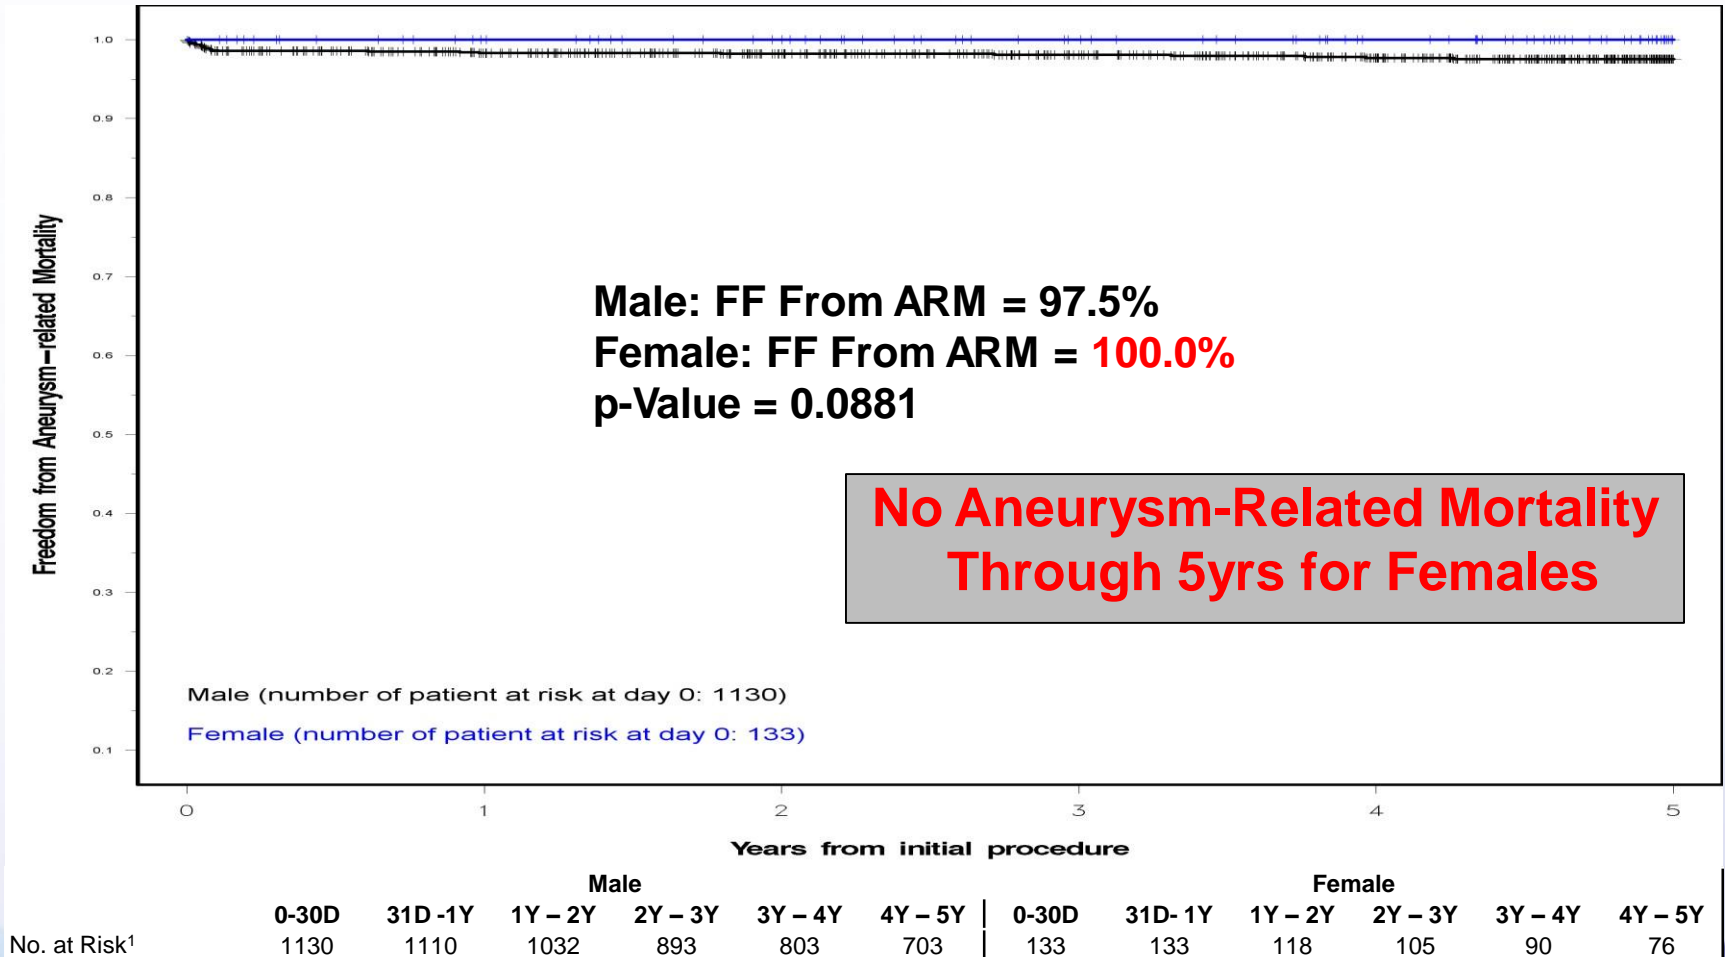 Freedom from Aneurysm-related Mortality
1.0
0.9
0.8
0.7
0.6
0.5
0.4
0.3
0.2
0.1
Male: FF From ARM = 97.5%
Female: FF From ARM = 100.0%
p-Value = 0.0881
No Aneurysm-Related Mortality
Through 5yrs for Females
Male (number of patient at risk at day 0: 1130)
Female (number of patient at risk at day 0: 133)
0 1 2 3 4 5
Years from initial procedure
Male Female
0-30D 31D -1Y 1Y – 2Y 2Y – 3Y 3Y – 4Y 4Y – 5Y 0-30D 31D- 1Y 1Y – 2Y 2Y – 3Y 3Y – 4Y 4Y – 5Y
No. at Risk¹ 1130 1110 1032 893 803 703 133 133 118 105 90 76